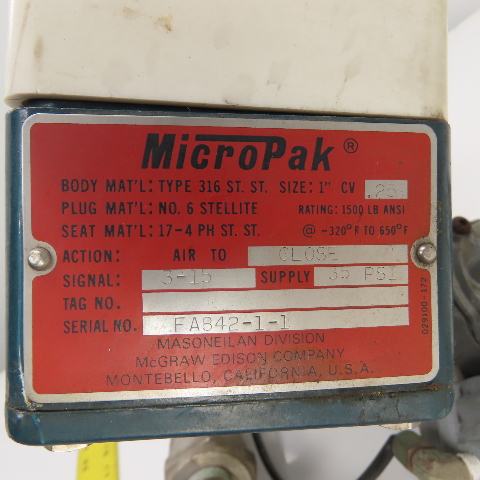 MicroPak ®
BODY MAT'L: TYPE 316 ST. ST. SIZE: 1" CV .25
PLUG MAT'L: NO. 6 STELLITE RATING: 1500 LB ANSI
SEAT MAT'L: 17-4 PH ST. ST. @ -320°F TO 650°F
ACTION: AIR TO CLOSE
SIGNAL: 3-15 SUPPLY 35 PSI
TAG NO.
SERIAL NO. FA842-1-1
MASONEILAN DIVISION
McGRAW EDISON COMPANY
MONTEBELLO, CALIFORNIA, U.S.A.
029100-172